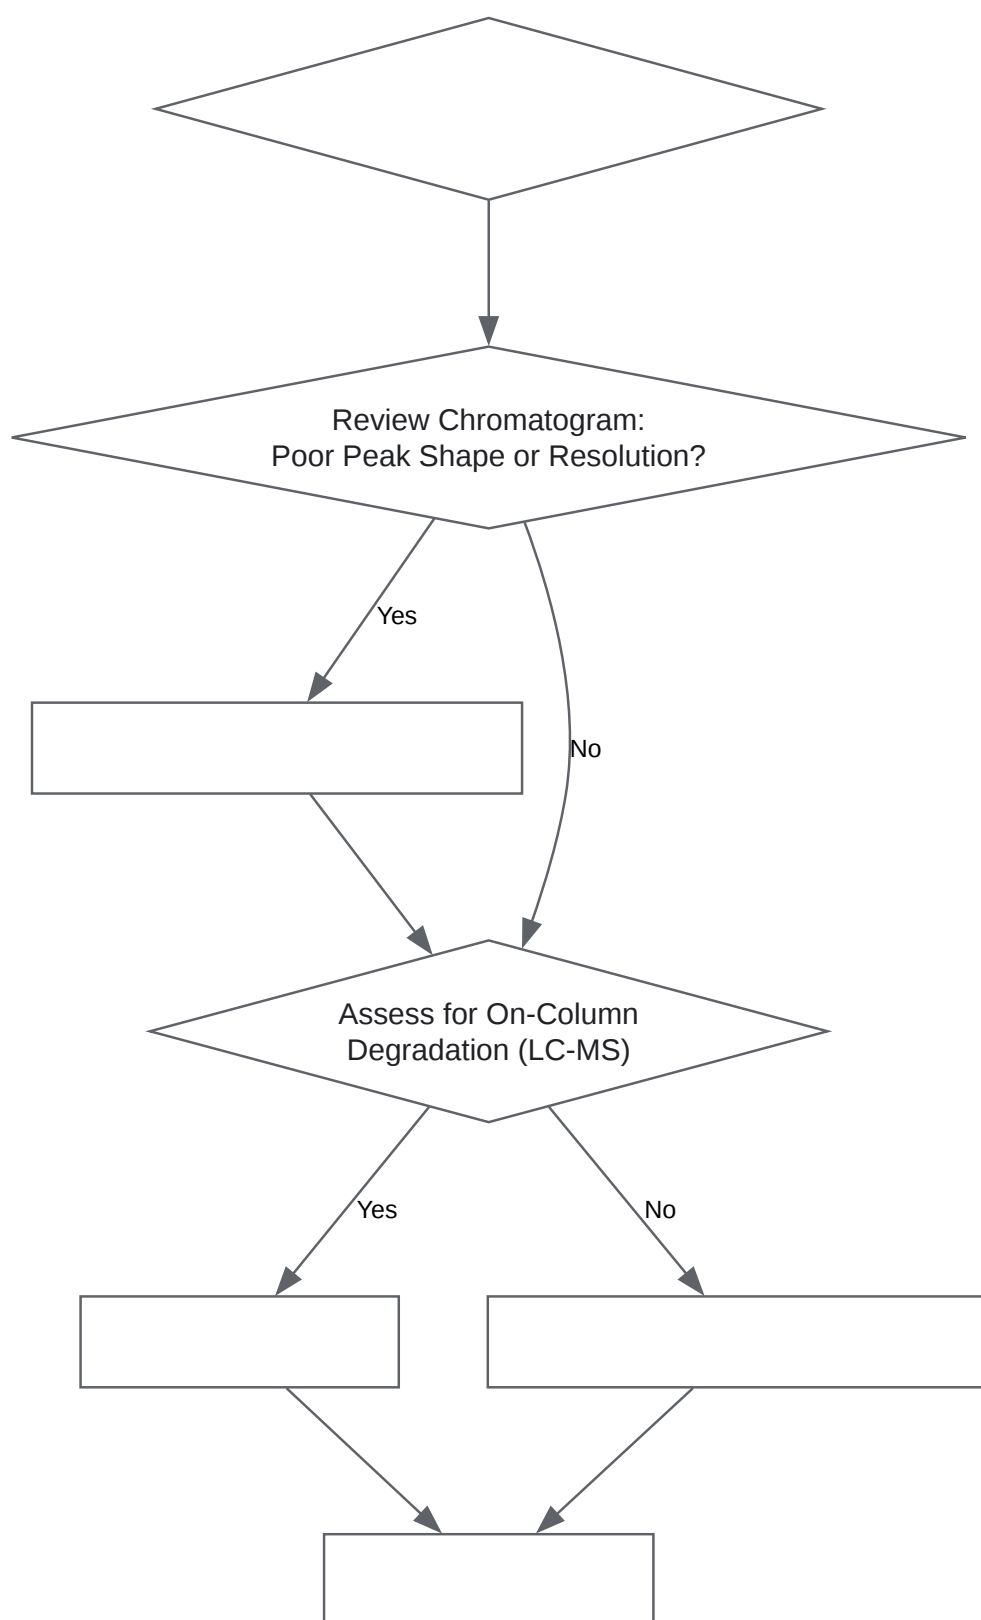 Review Chromatogram:
Poor Peak Shape or Resolution?
Yes
No
Assess for On-Column
Degradation (LC-MS)
Yes
No